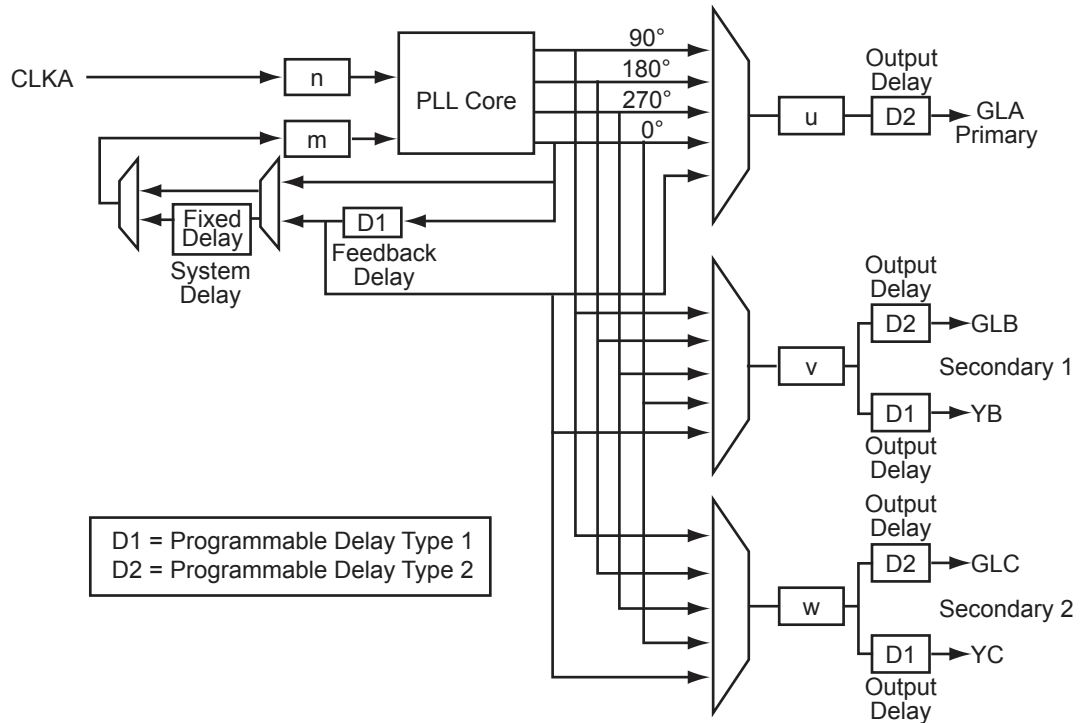 CLKA
n
m
PLL Core
90°
180°
270°
0°
u
Output
Delay
D2
GLA
Primary
Fixed
Delay
System
Delay
D1
Feedback
Delay
v
Output
Delay
D2
GLB
Secondary 1
D1
YB
Output
Delay
D1 = Programmable Delay Type 1
D2 = Programmable Delay Type 2
w
Output
Delay
D2
GLC
Secondary 2
D1
YC
Output
Delay